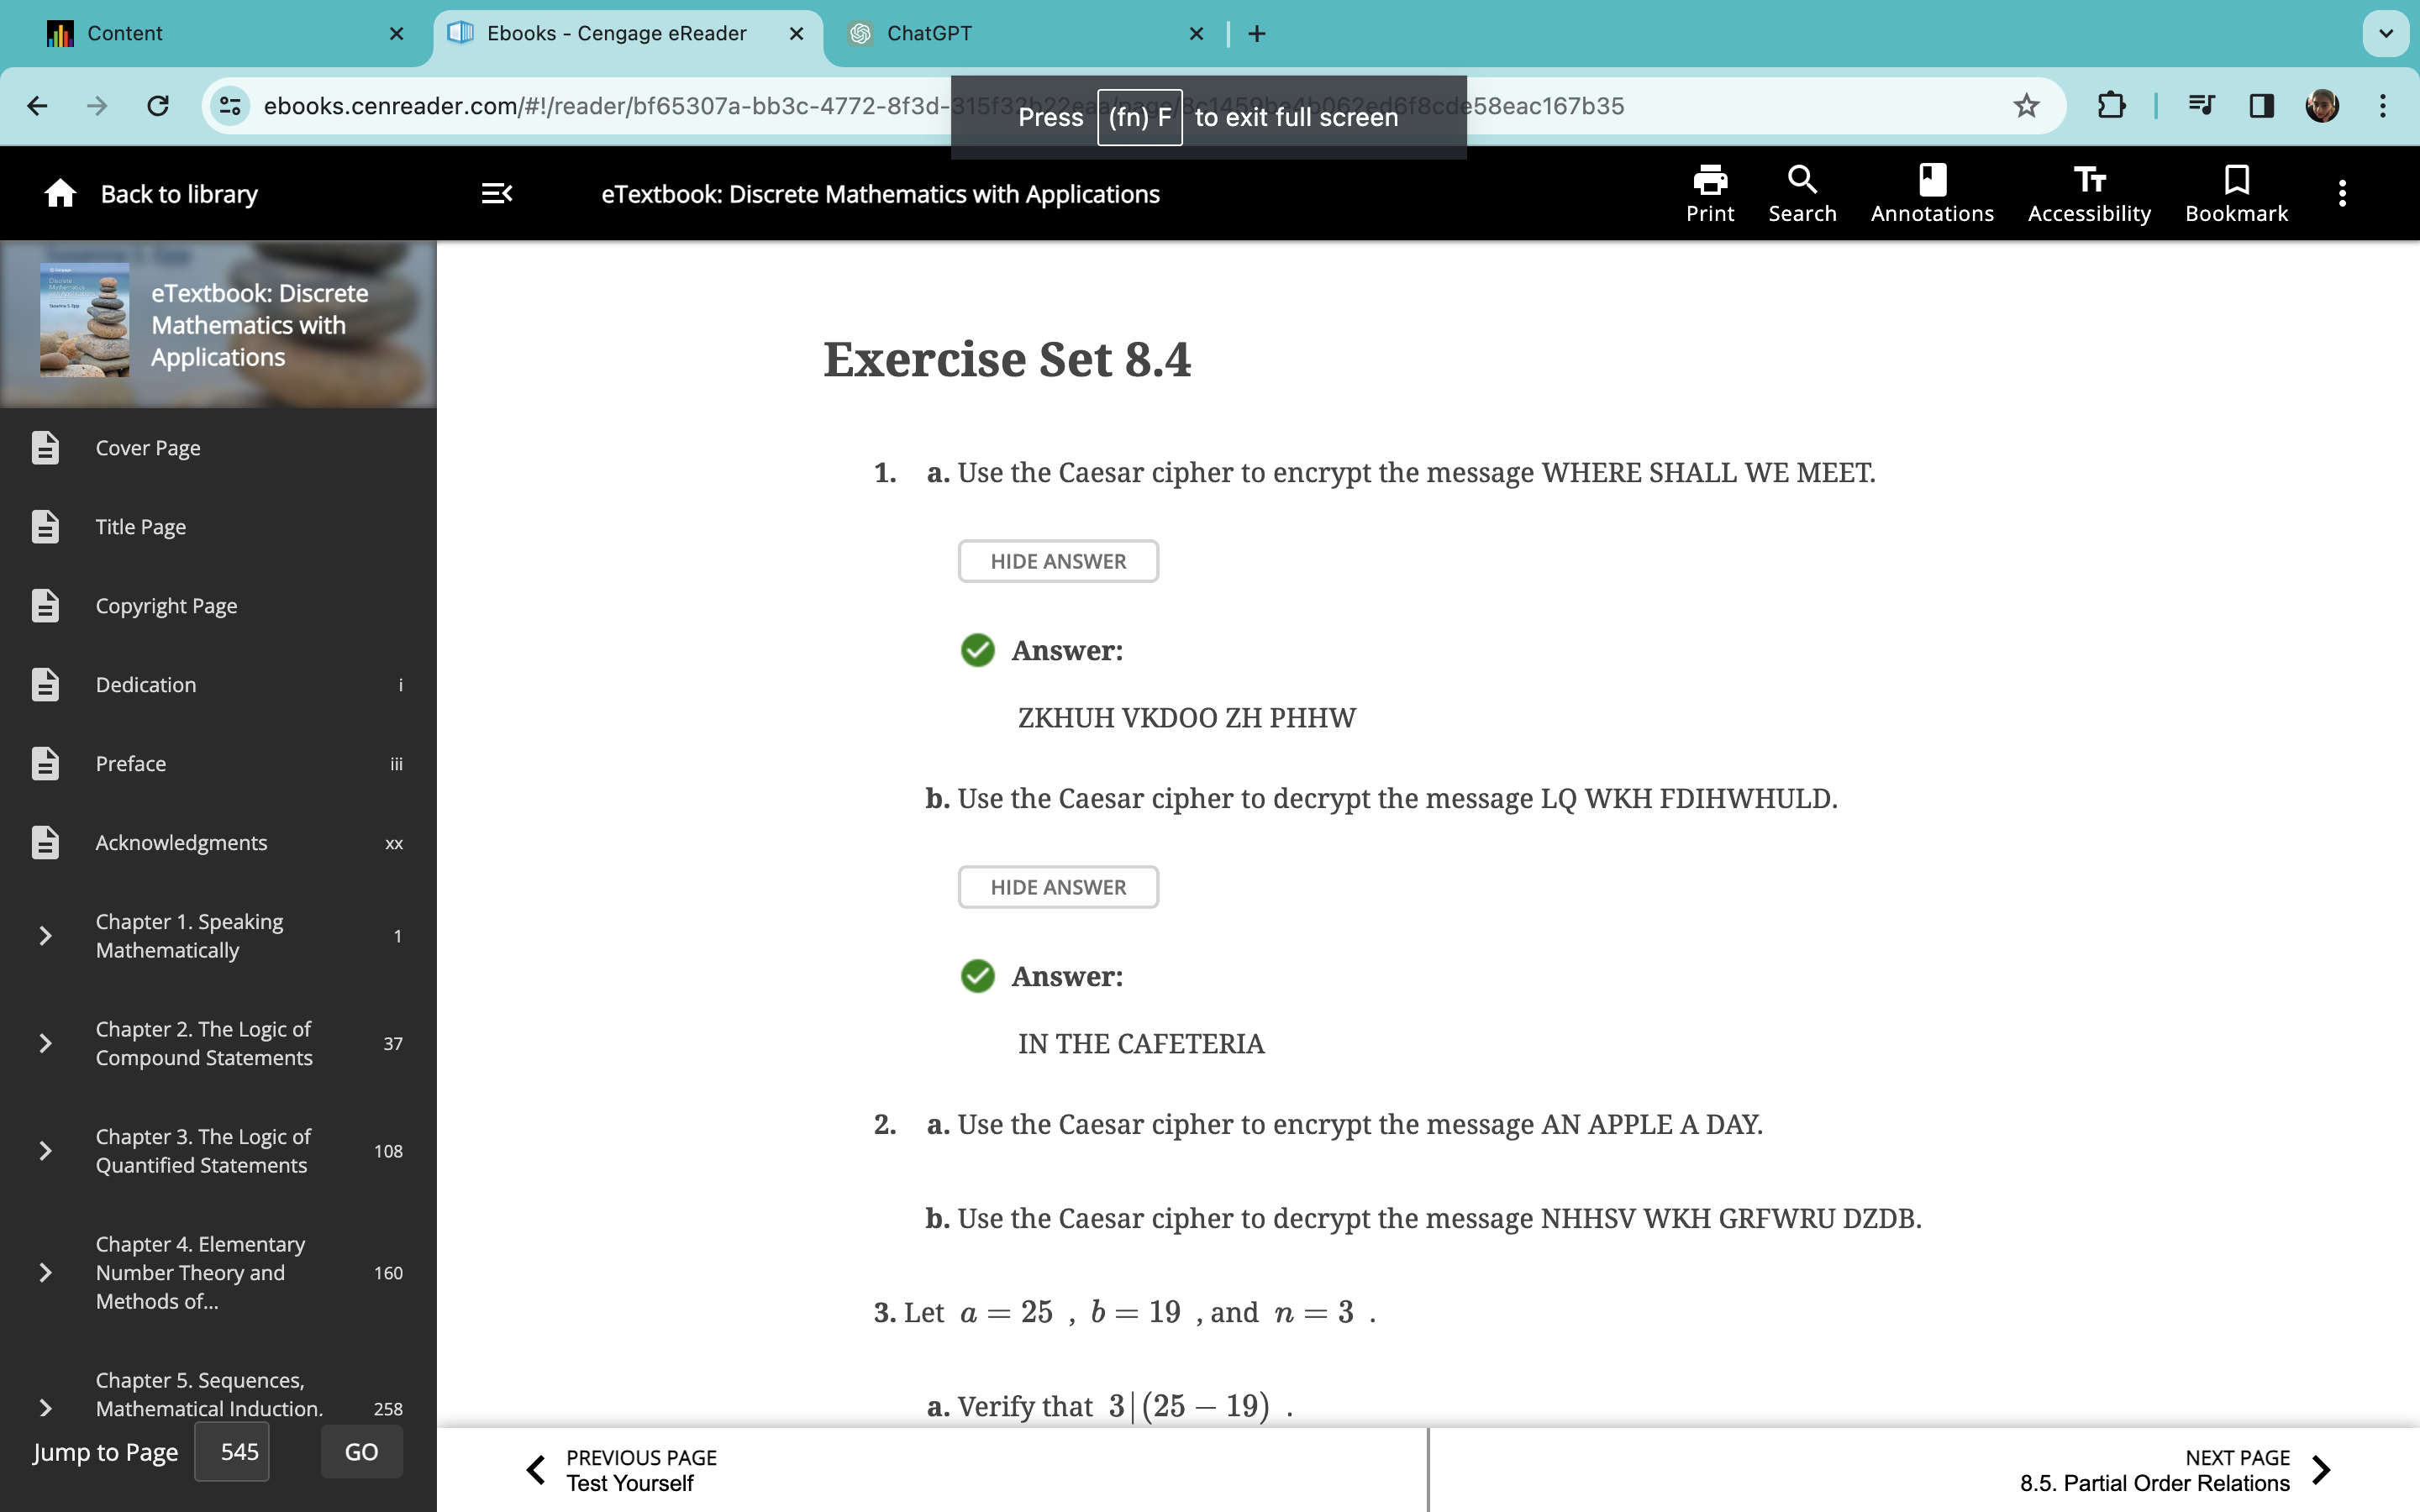 Content
Ebooks - Cengage eReader
ChatGPT
ebooks.cenreader.com/#!/reader/bf65307a-bb3c-4772-8f3d-315f32b22eaa/page/8c1459ba4b062ed6f8cde58eac167b35
Press (fn) F to exit full screen
Back to library
eTextbook: Discrete Mathematics with Applications
Print
Search
Annotations
Accessibility
Bookmark
eTextbook: Discrete
Mathematics with
Applications
Cover Page
Title Page
Copyright Page
Dedication i
Preface iii
Acknowledgments xx
Chapter 1. Speaking
Mathematically 1
Chapter 2. The Logic of
Compound Statements 37
Chapter 3. The Logic of
Quantified Statements 108
Chapter 4. Elementary
Number Theory and 160
Methods of...
Chapter 5. Sequences,
Mathematical Induction, 258
Jump to Page 545 GO
Exercise Set 8.4
1. a. Use the Caesar cipher to encrypt the message WHERE SHALL WE MEET.
HIDE ANSWER
Answer:
ZKHUH VKDOO ZH PHHW
b. Use the Caesar cipher to decrypt the message LQ WKH FDIHWHULD.
HIDE ANSWER
Answer:
IN THE CAFETERIA
2. a. Use the Caesar cipher to encrypt the message AN APPLE A DAY.
b. Use the Caesar cipher to decrypt the message NHHSV WKH GRFWRU DZDB.
3. Let a = 25 , b = 19 , and n = 3 .
a. Verify that 3|(25 − 19) .
PREVIOUS PAGE
Test Yourself
NEXT PAGE
8.5. Partial Order Relations